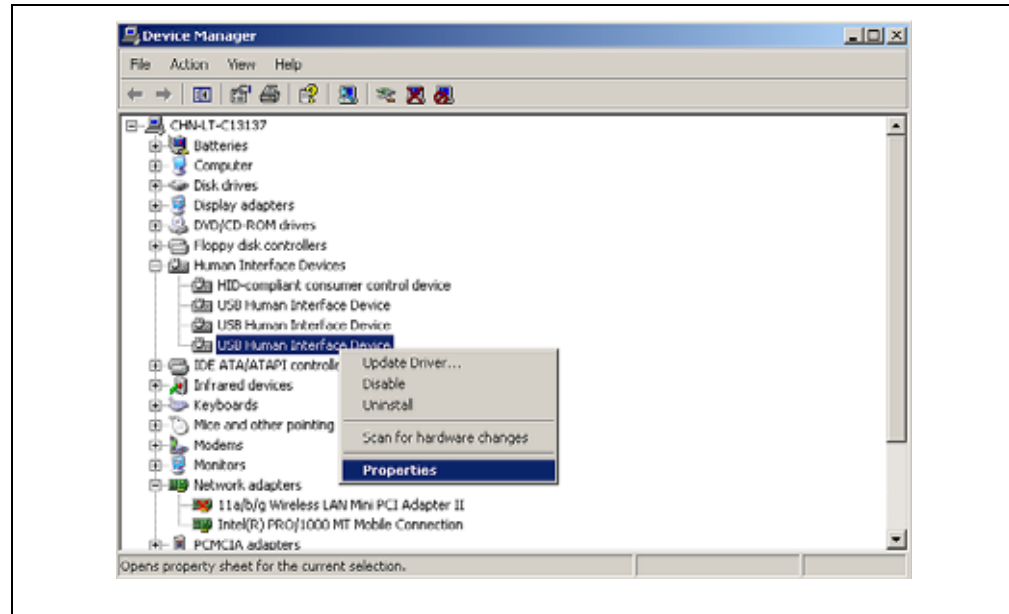 Device Manager
File Action View Help
CHN-LT-C13137
Batteries
Computer
Disk drives
Display adapters
DVD/CD-ROM drives
Floppy disk controllers
Human Interface Devices
HID-compliant consumer control device
USB Human Interface Device
USB Human Interface Device
USB Human Interface Device
IDE ATA/ATAPI controlle
Update Driver...
Infrared devices
Disable
Keyboards
Uninstall
Mice and other pointing
Scan for hardware changes
Modems
Monitors
Properties
Network adapters
11a/b/g Wireless LAN Mini PCI Adapter II
Intel(R) PRO/1000 MT Mobile Connection
PCMCIA adapters
Opens property sheet for the current selection.